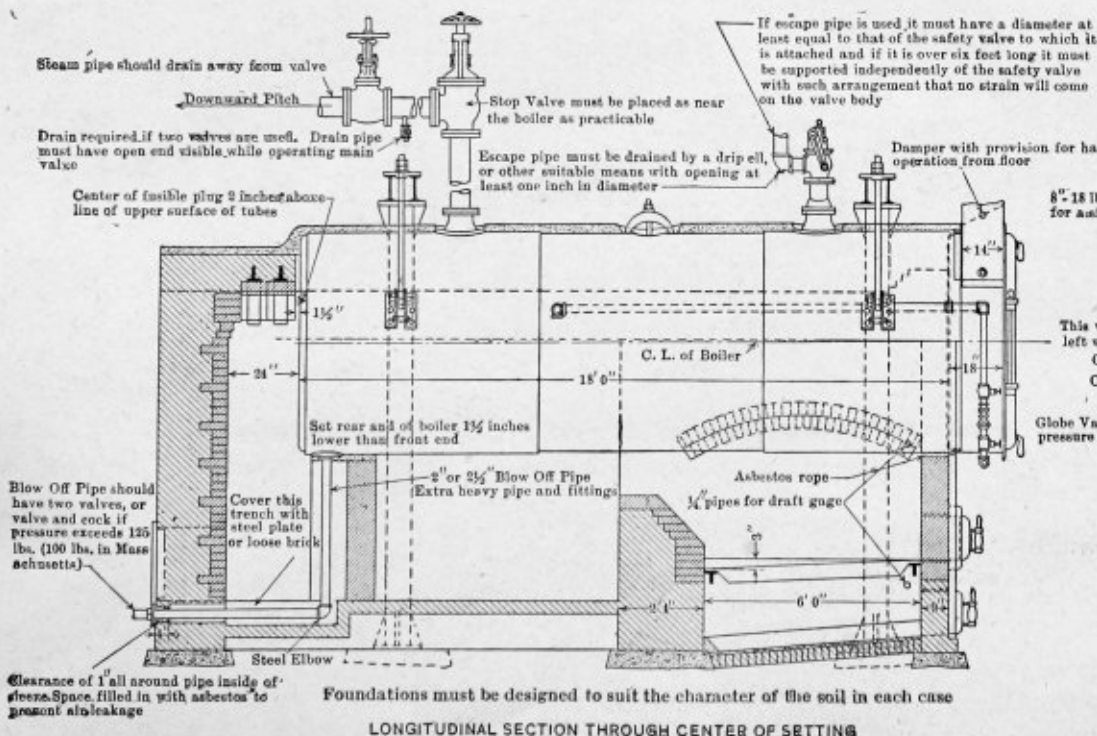 If escape pipe is used it must have a diameter at
least equal to that of the safety valve to which it
is attached and if it is over six feet long it must
be supported independently of the safety valve
with such arrangement that no strain will come
on the valve body
Steam pipe should drain away from valve
Downward Pitch
Stop Valve must be placed as near
the boiler as practicable
Drain required if two valves are used. Drain pipe
must have open end visible while operating main
valve
Escape pipe must be drained by a drip ell,
or other suitable means with opening at
least one inch in diameter
Damper with provision for ha
operation from floor
Center of fusible plug 2 inches above
line of upper surface of tubes
8"-18 lb
for
14"
1½"
This
left w
C. L. of Boiler
24"
18' 0"
18"
Set rear end of boiler 1½ inches
lower than front end
Globe Va
pressure
Asbestos rope
¼" pipes for draft gage
2" or 2½" Blow Off Pipe
Extra heavy pipe and fittings
Blow Off Pipe should
have two valves, or
valve and cock if
pressure exceeds 125
lbs. (100 lbs. in Mass
achusetts)
Cover this
trench with
steel plate
or loose brick
3"
2' 4"
6' 0"
9"
Steel Elbow
Clearance of 1" all around pipe inside of
sleeve. Space filled in with asbestos to
prevent air leakage
Foundations must be designed to suit the character of the soil in each case
LONGITUDINAL SECTION THROUGH CENTER OF SETTING